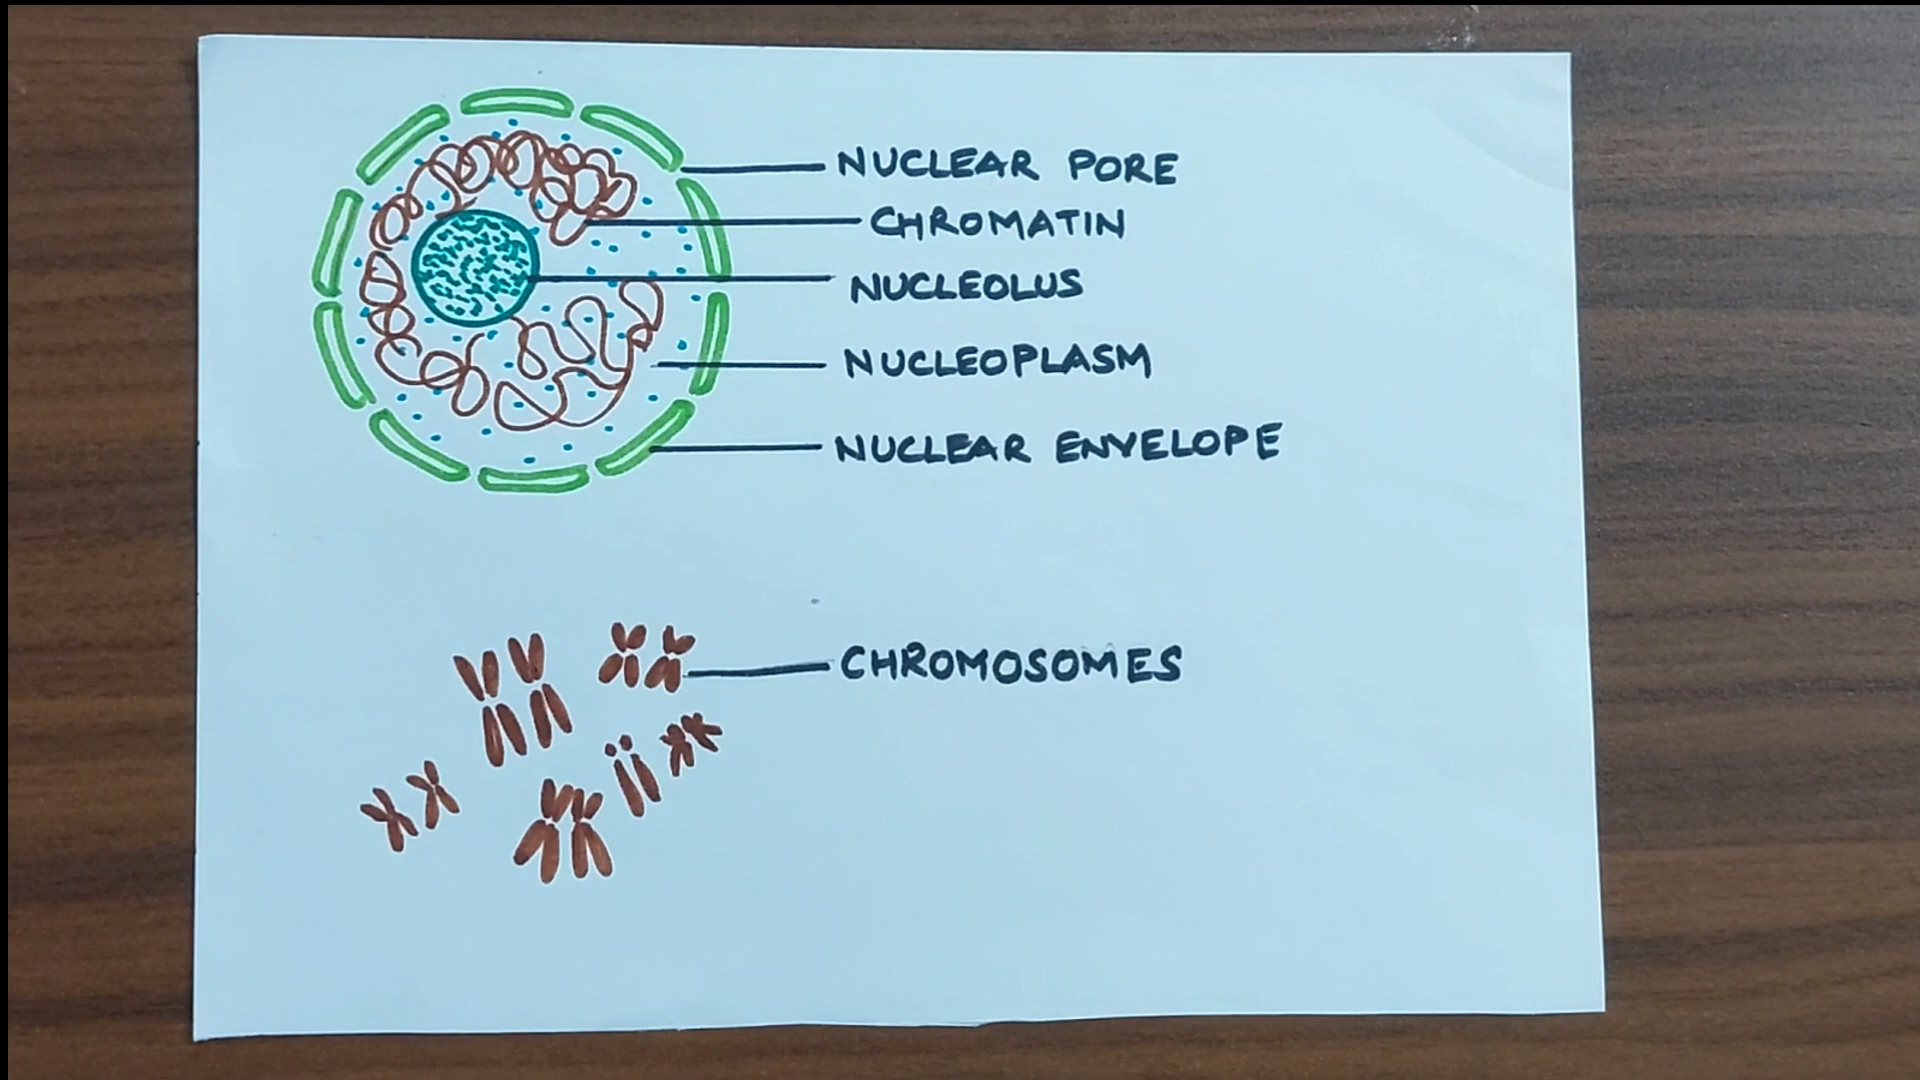 NUCLEAR PORE
CHROMATIN
NUCLEOLUS
NUCLEOPLASM
NUCLEAR ENVELOPE
CHROMOSOMES